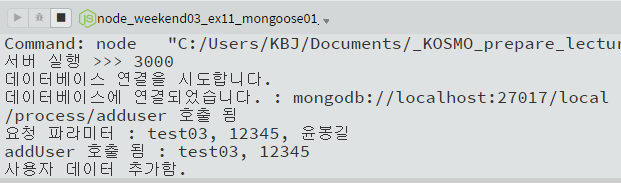 node_weekend03_ex11_mongoose01_
Command: node   "C:/Users/KBJ/Documents/_KOSMO_prepare_lectur
서버 실행 >>> 3000
데이터베이스 연결을 시도합니다.
데이터베이스에 연결되었습니다. : mongodb://localhost:27017/local
/process/adduser 호출 됨
요청 파라미터 : test03, 12345, 윤봉길
addUser 호출 됨 : test03, 12345
사용자 데이터 추가함.